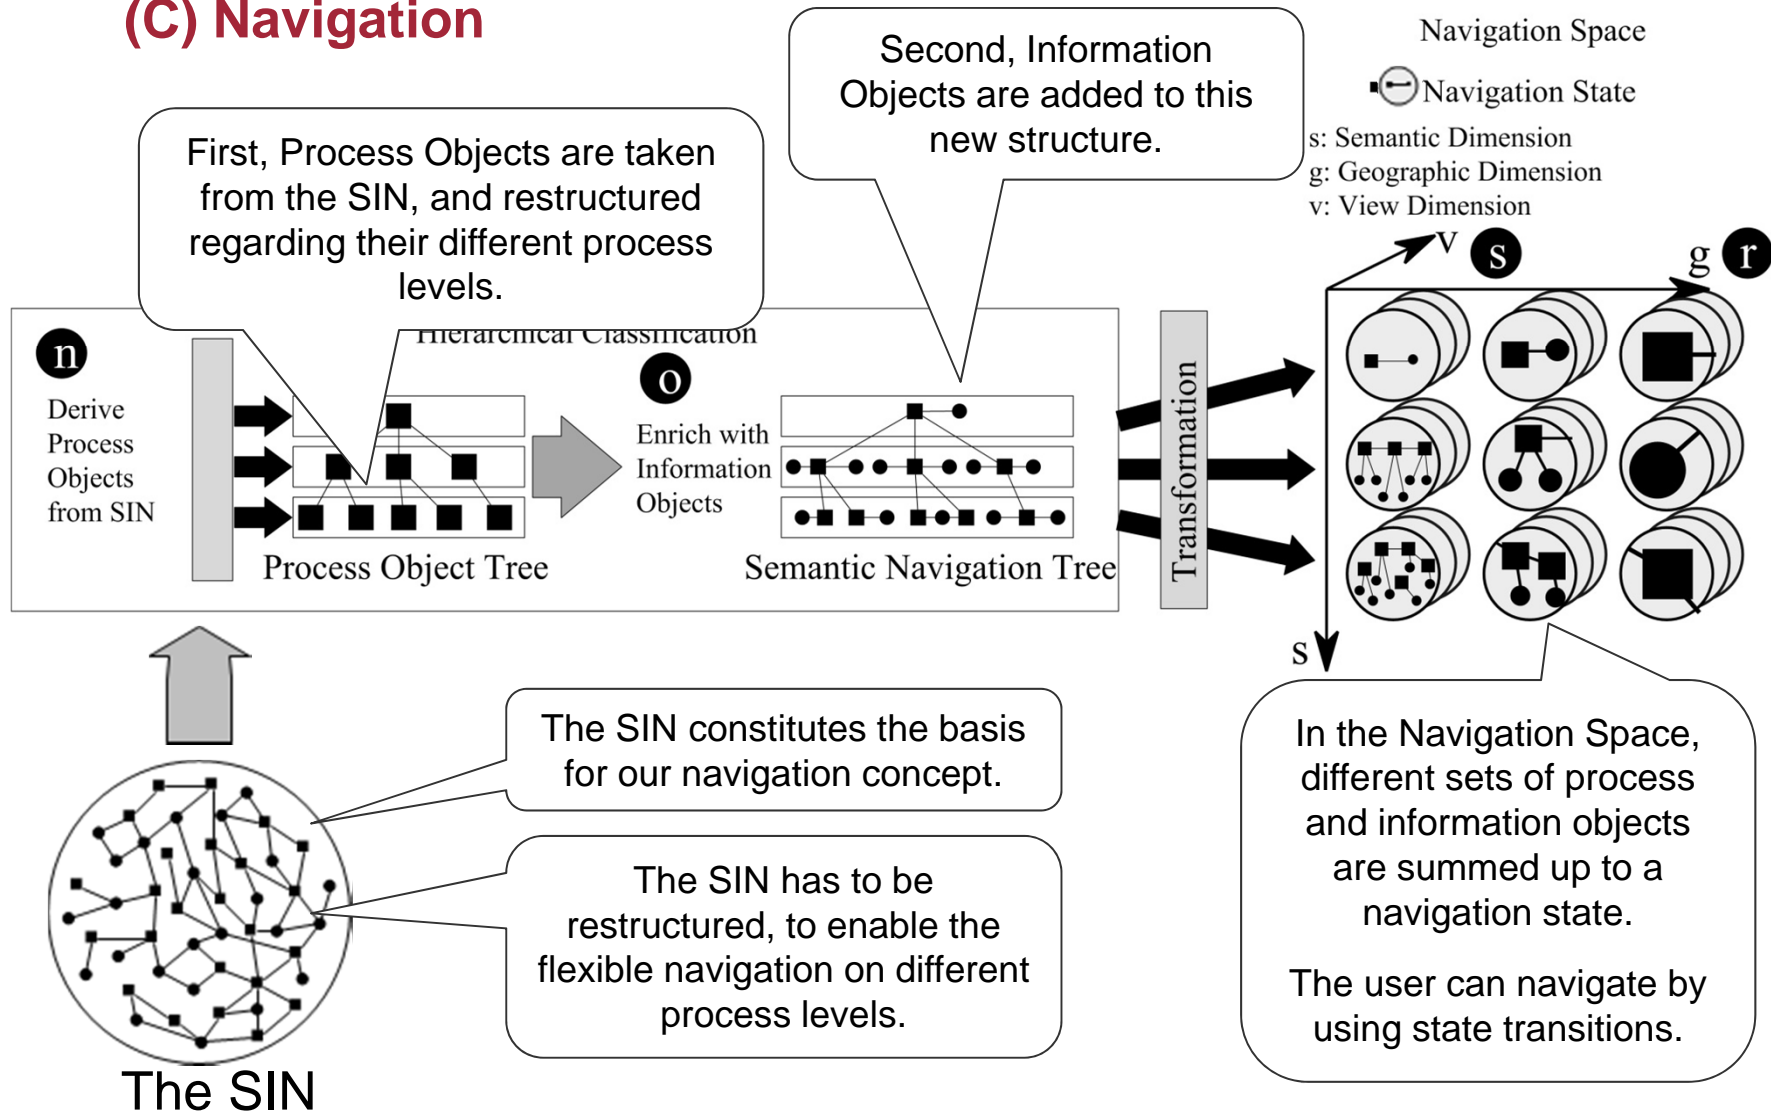 (C) Navigation
Second, Information
Objects are added to this
new structure.
Navigation Space
Navigation State
s: Semantic Dimension
g: Geographic Dimension
v: View Dimension
First, Process Objects are taken
from the SIN, and restructured
regarding their different process
levels.
v
s
g
r
Hierarchical Classification
n
Derive
Process
Objects
from SIN
o
Enrich with
Information
Objects
Process Object Tree
Semantic Navigation Tree
Transformation
s
The SIN constitutes the basis
for our navigation concept.
The SIN has to be
restructured, to enable the
flexible navigation on different
process levels.
In the Navigation Space,
different sets of process
and information objects
are summed up to a
navigation state.
The user can navigate by
using state transitions.
The SIN